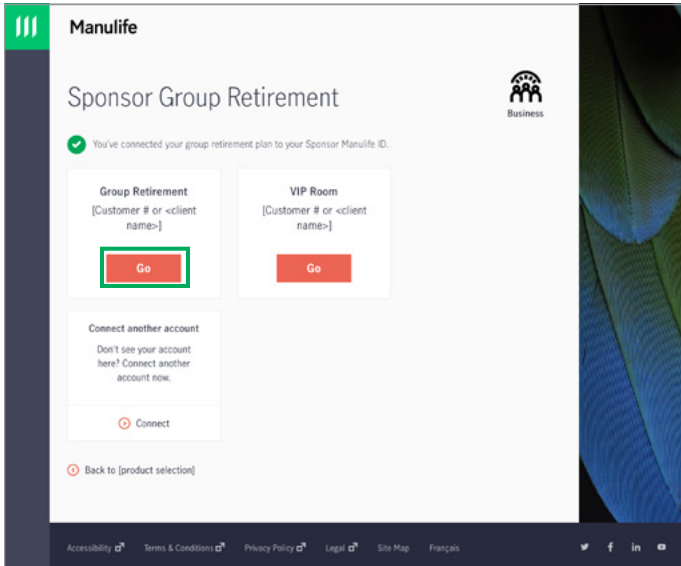 Manulife
Sponsor Group Retirement
Business
You've connected your group retirement plan to your Sponsor Manulife ID.
Group Retirement
[Customer # or <client
name>]
Go
VIP Room
[Customer # or <client
name>]
Go
Connect another account
Don't see your account
here? Connect another
account now.
Connect
Back to [product selection]
Accessibility Terms & Conditions Privacy Policy Legal Site Map Français